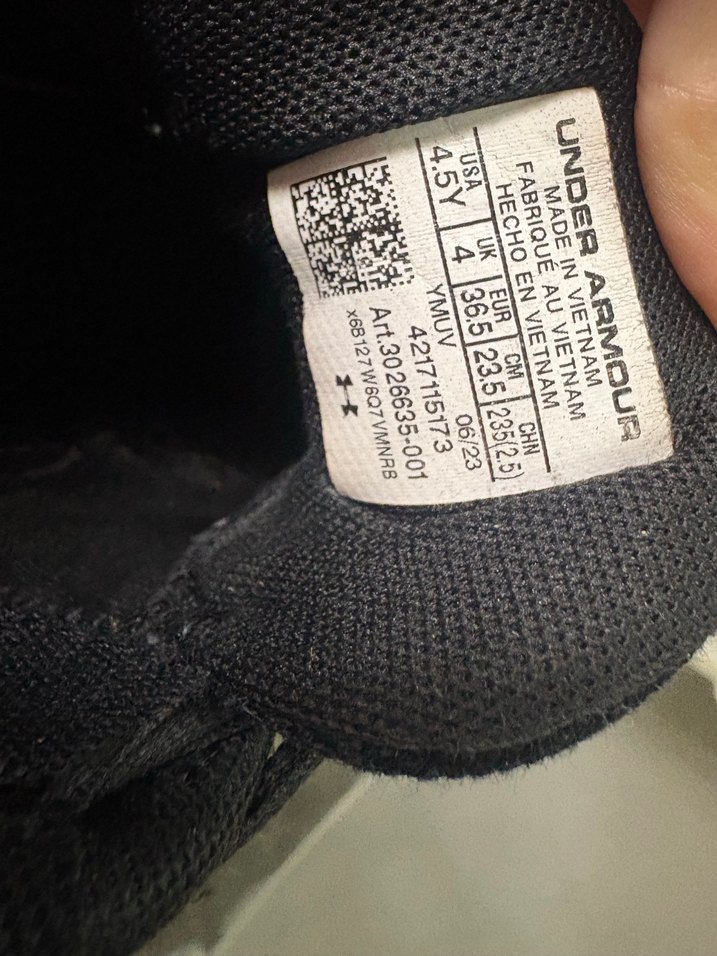 UNDER ARMOUR
MADE IN VIETNAM
FABRIQUÉ AU VIETNAM
HECHO EN VIETNAM
USA UK EUR CM CHN
4.5Y 4 36.5 23.5 235(2.5)
YMUV 06/23
4217115173
Art.3026635-001
x6B127W6Q7VMNRB